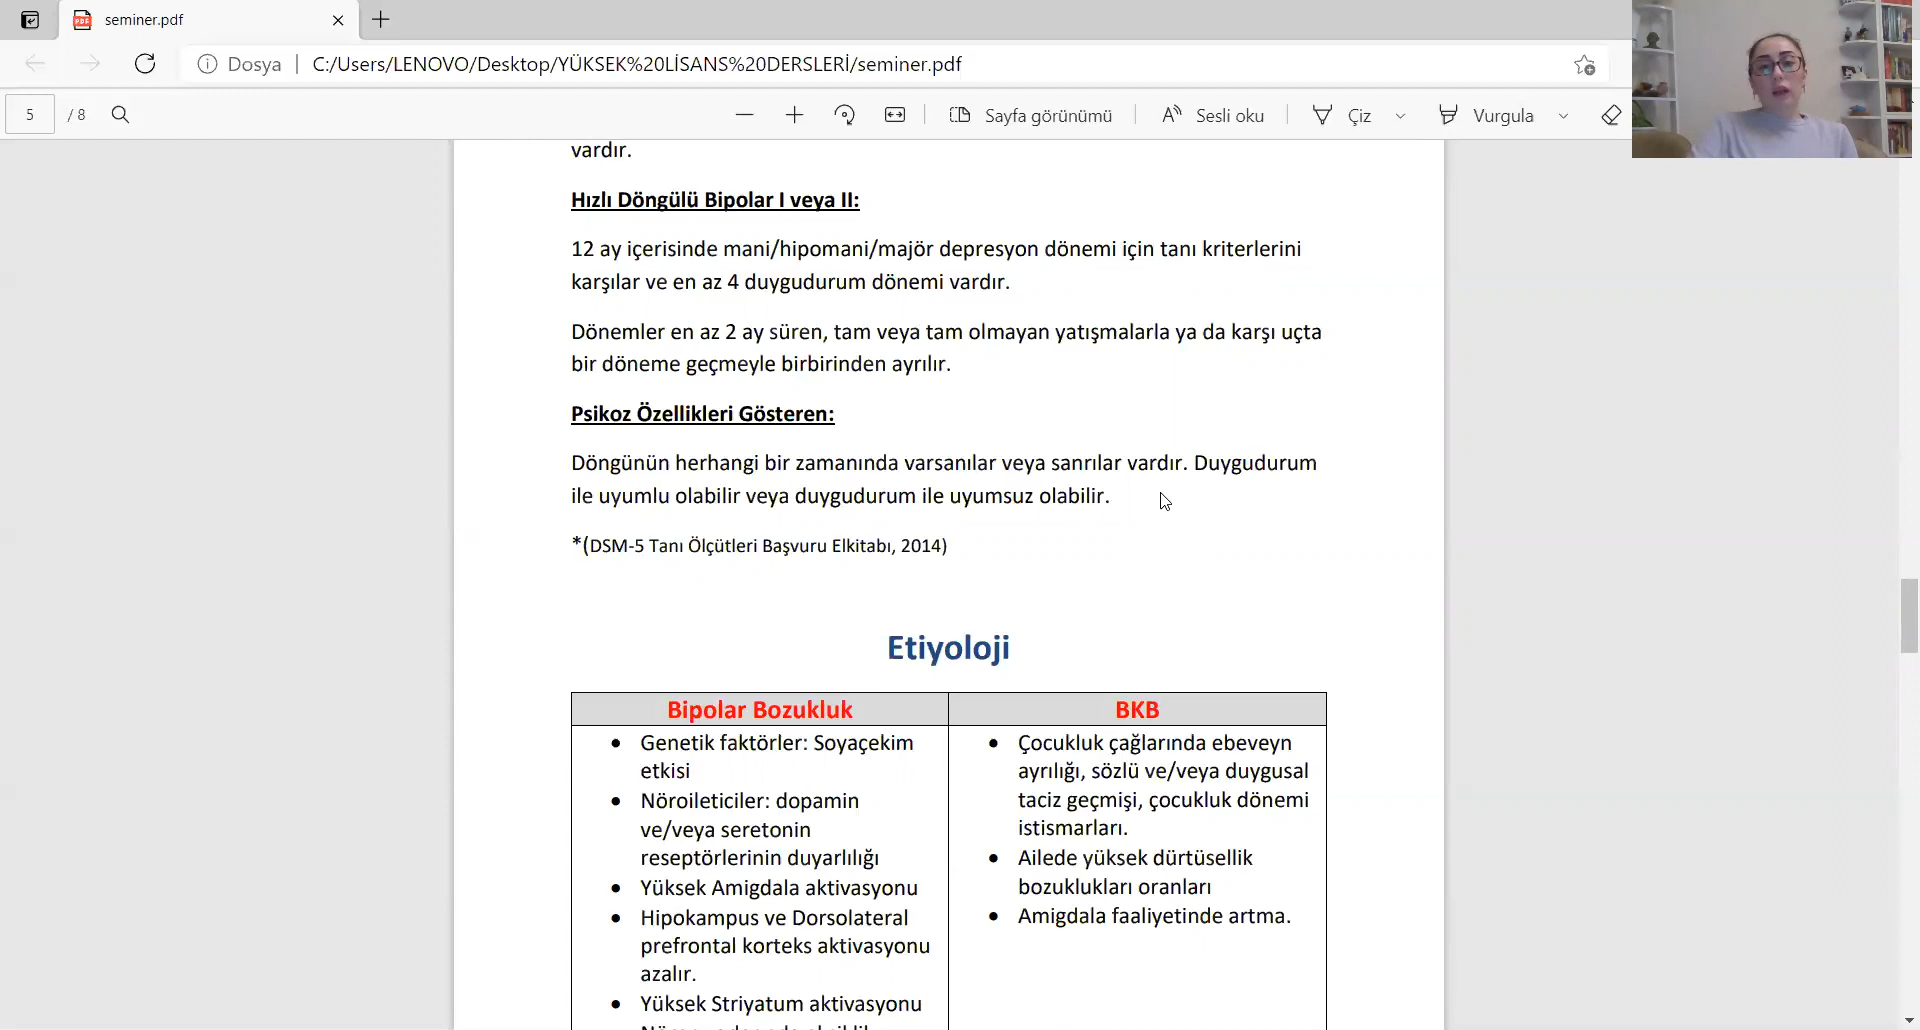 seminer.pdf
Dosya
C:/Users/LENOVO/Desktop/YÜKSEK%20LİSANS%20DERSLERİ/seminer.pdf
5 / 8
Sayfa görünümü
Sesli oku
Çiz
Vurgula
vardır.
Hızlı Döngülü Bipolar I veya II:
12 ay içerisinde mani/hipomani/majör depresyon dönemi için tanı kriterlerini
karşılar ve en az 4 duygudurum dönemi vardır.
Dönemler en az 2 ay süren, tam veya tam olmayan yatışmalarla ya da karşı uçta
bir döneme geçmeyle birbirinden ayrılır.
Psikoz Özellikleri Gösteren:
Döngünün herhangi bir zamanında varsanılar veya sanrılar vardır. Duygudurum
ile uyumlu olabilir veya duygudurum ile uyumsuz olabilir.
*(DSM-5 Tanı Ölçütleri Başvuru Elkitabı, 2014)
Etiyoloji
Bipolar Bozukluk
• Genetik faktörler: Soyaçekim
etkisi
• Nöroileticiler: dopamin
ve/veya seretonin
reseptörlerinin duyarlılığı
• Yüksek Amigdala aktivasyonu
• Hipokampus ve Dorsolateral
prefrontal korteks aktivasyonu
azalır.
• Yüksek Striyatum aktivasyonu
BKB
• Çocukluk çağlarında ebeveyn
ayrılığı, sözlü ve/veya duygusal
taciz geçmişi, çocukluk dönemi
istismarları.
• Ailede yüksek dürtüsellik
bozuklukları oranları
• Amigdala faaliyetinde artma.